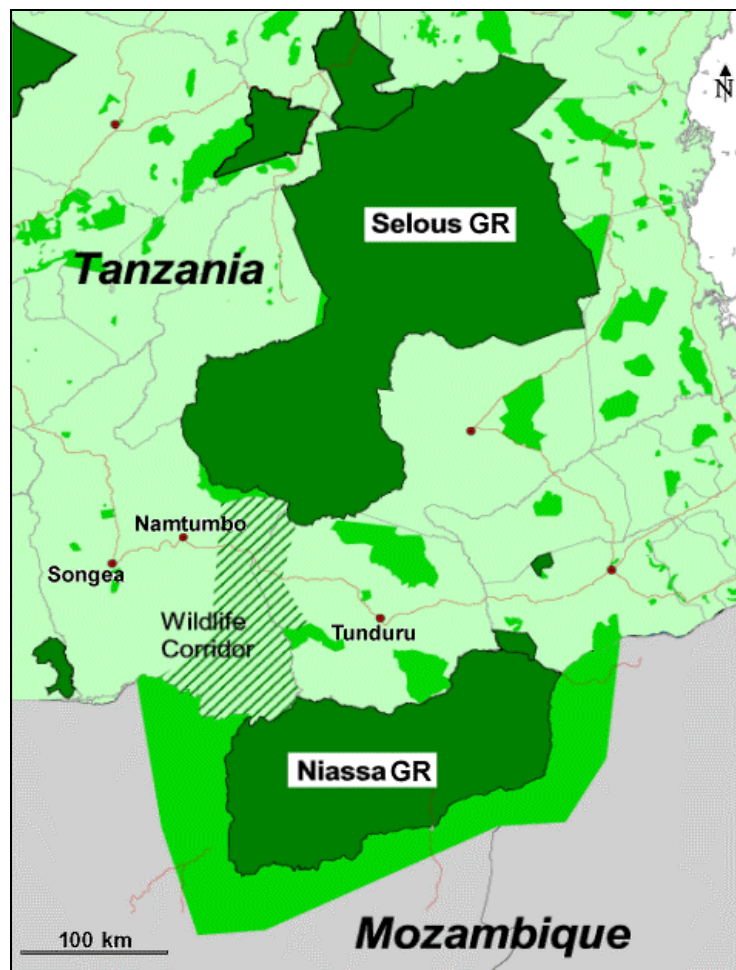 N
Selous GR
Tanzania
Namtumbo
Songea
Wildlife
Corridor
Tunduru
Niassa GR
100 km
Mozambique